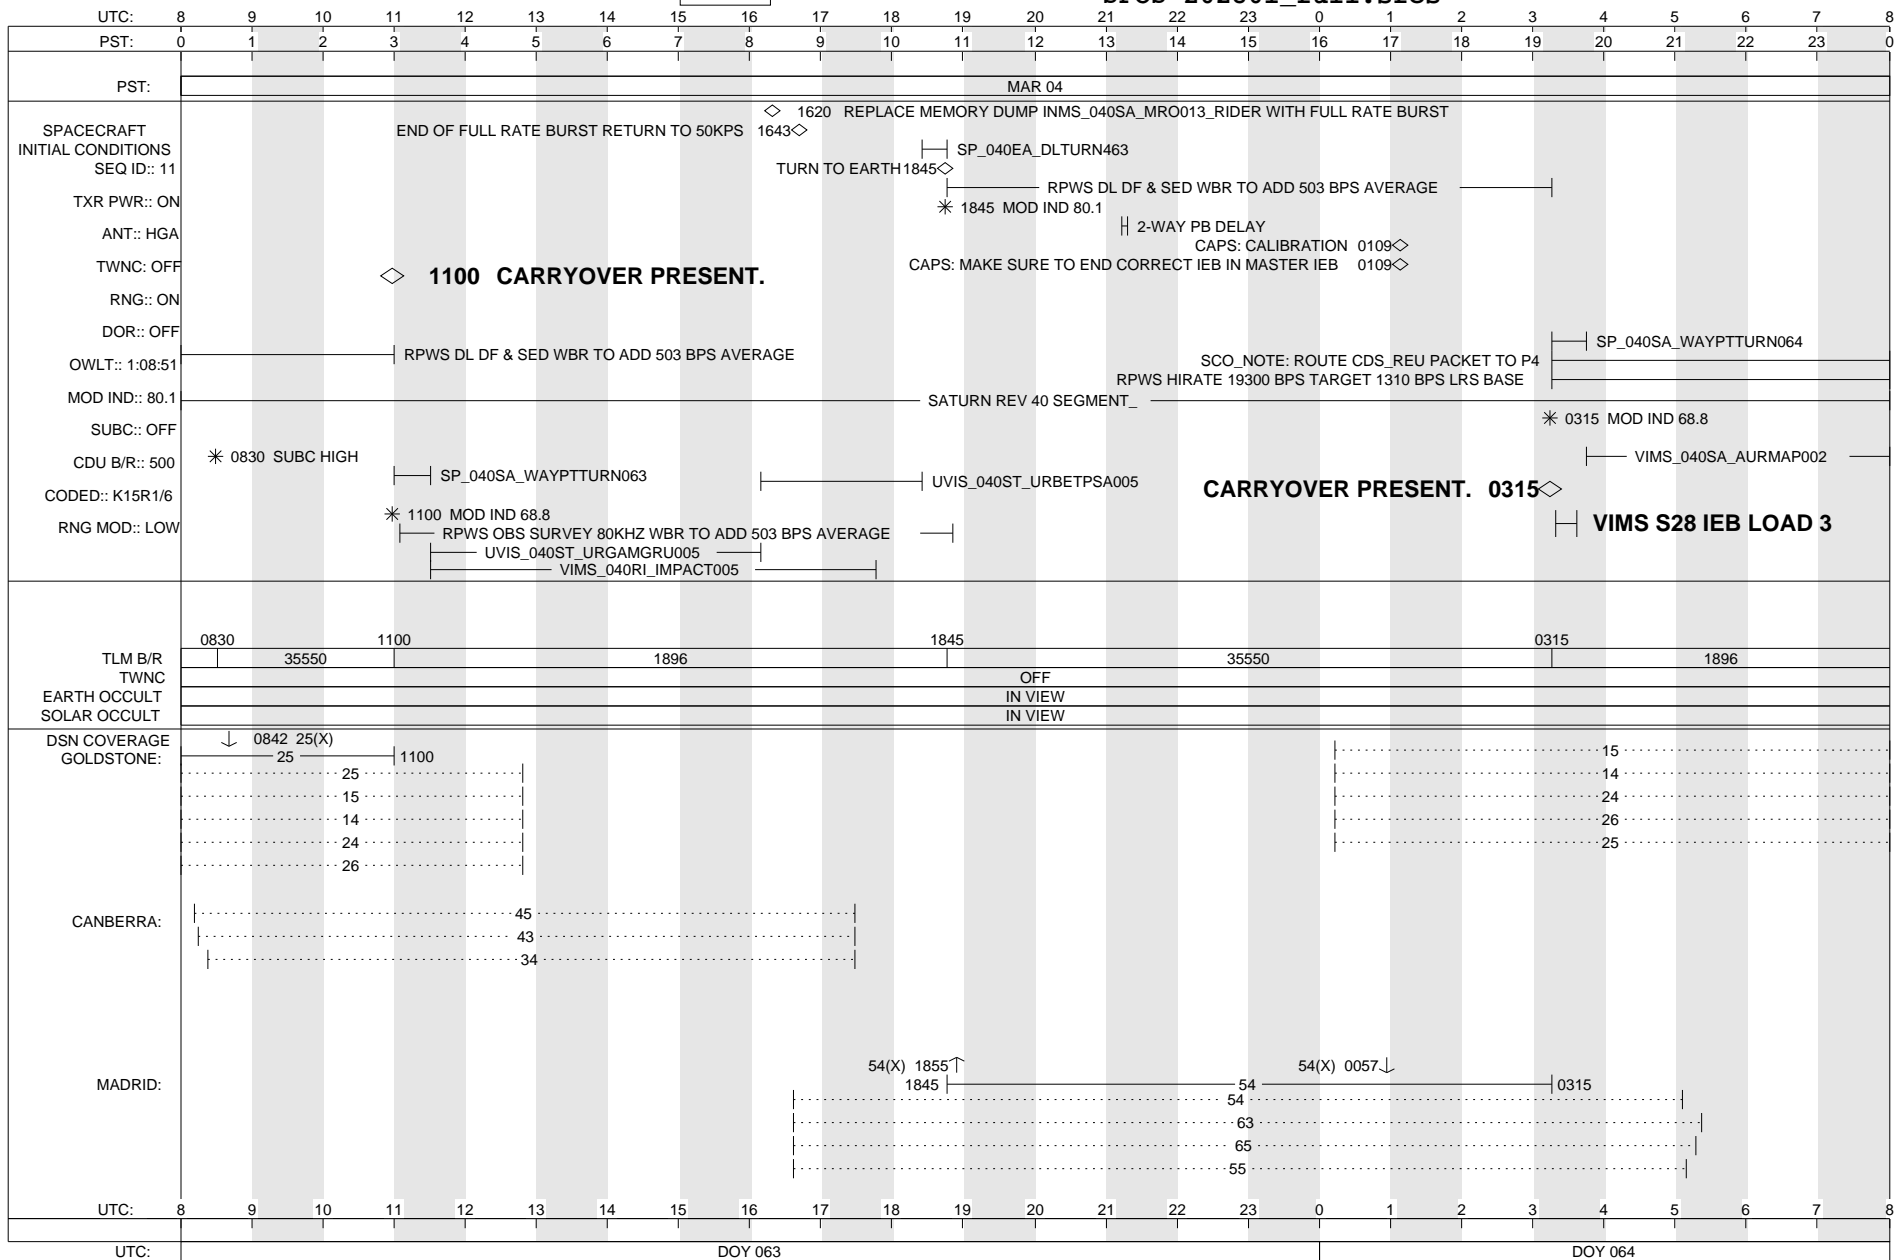 UTC: 8 9 10 11 12 13 14 15 16 17 18 19 20 21 22 23 0 1 2 3 4 5 6 7 8
PST: 0 1 2 3 4 5 6 7 8 9 10 11 12 13 14 15 16 17 18 19 20 21 22 23 0
PST: MAR 04
1620 REPLACE MEMORY DUMP INMS_040SA_MRO013_RIDER WITH FULL RATE BURST
SPACECRAFT
END OF FULL RATE BURST RETURN TO 50KPS 1643
INITIAL CONDITIONS
SP_040EA_DLTURN463
SEQ ID:: 11
TURN TO EARTH 1845
RPWS DL DF & SED WBR TO ADD 503 BPS AVERAGE
TXR PWR:: ON
1845 MOD IND 80.1
2-WAY PB DELAY
ANT:: HGA
CAPS: CALIBRATION 0109
TWNC: OFF
CAPS: MAKE SURE TO END CORRECT IEB IN MASTER IEB 0109
1100 CARRYOVER PRESENT.
RNG:: ON
DOR:: OFF
SP_040SA_WAYPTTURN064
RPWS DL DF & SED WBR TO ADD 503 BPS AVERAGE
OWLT:: 1:08:51
SCO_NOTE: ROUTE CDS_REU PACKET TO P4
RPWS HIRATE 19300 BPS TARGET 1310 BPS LRS BASE
MOD IND:: 80.1
SATURN REV 40 SEGMENT_
0315 MOD IND 68.8
SUBC:: OFF
0830 SUBC HIGH
VIMS_040SA_AURMAP002
CDU B/R:: 500
SP_040SA_WAYPTTURN063
UVIS_040ST_URBETPSA005
CARRYOVER PRESENT. 0315
CODED:: K15R1/6
1100 MOD IND 68.8
VIMS S28 IEB LOAD 3
RNG MOD:: LOW
RPWS OBS SURVEY 80KHZ WBR TO ADD 503 BPS AVERAGE
UVIS_040ST_URGAMGRU005
VIMS_040RI_IMPACT005
0830 1100 1845 0315
TLM B/R 35550 1896 35550 1896
TWNC OFF
EARTH OCCULT IN VIEW
SOLAR OCCULT IN VIEW
DSN COVERAGE 0842 25(X)
GOLDSTONE: 25 1100
15
25
14
15
24
14
26
24
25
26
CANBERRA:
45
43
34
54(X) 1855 54(X) 0057
MADRID: 1845 54 0315
54
63
65
55
UTC: 8 9 10 11 12 13 14 15 16 17 18 19 20 21 22 23 0 1 2 3 4 5 6 7 8
UTC: DOY 063 DOY 064